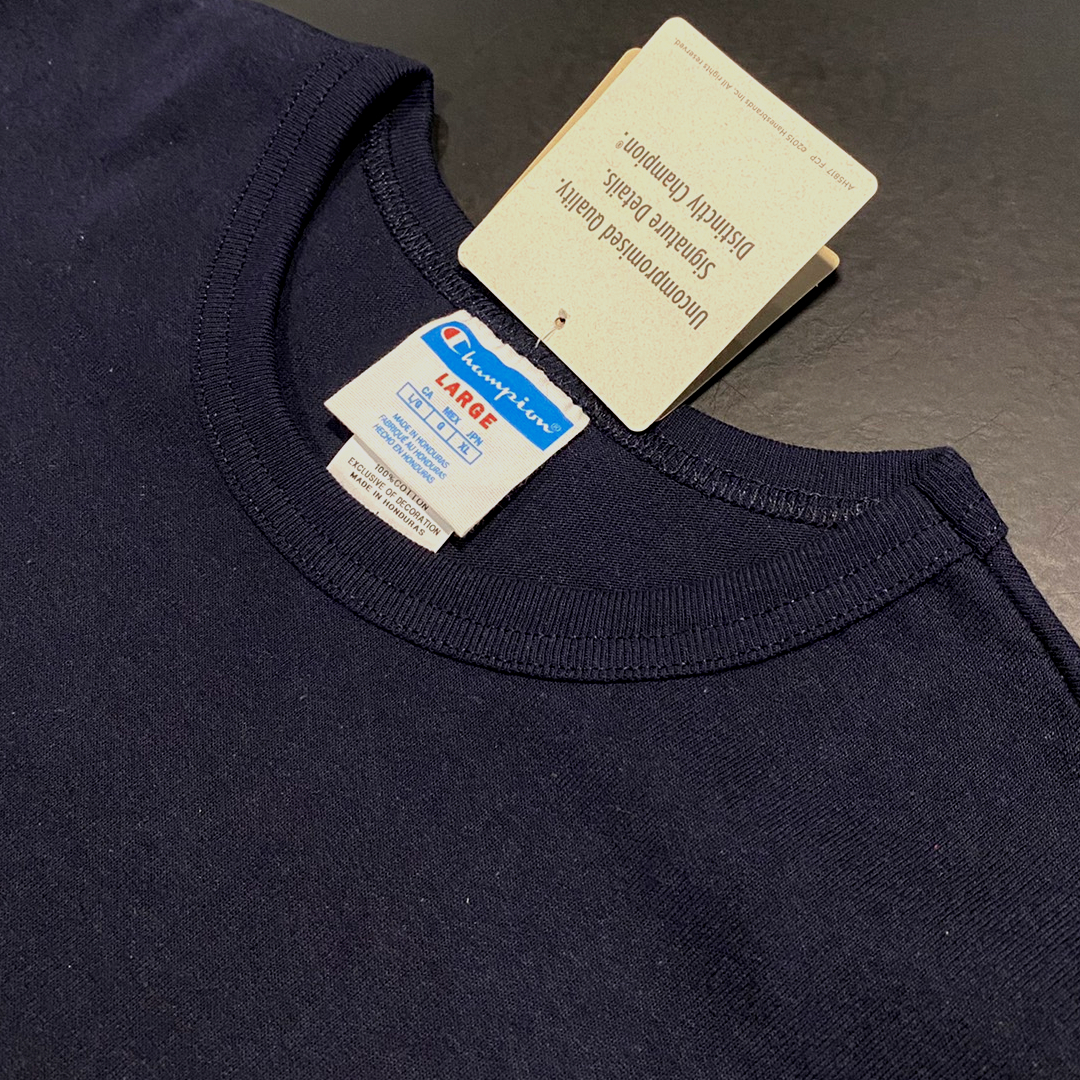 Uncompromised Quality,
Signature Details.
Distinctly Champion®.
AH5817 FCP ©2015 Hanesbrands Inc. All rights reserved.
Champion®
LARGE
CA MEX JPN
L/G G XL
MADE IN HONDURAS
FABRIQUÉ AU HONDURAS
HECHO EN HONDURAS
100% COTTON
EXCLUSIVE OF DECORATION
MADE IN HONDURAS